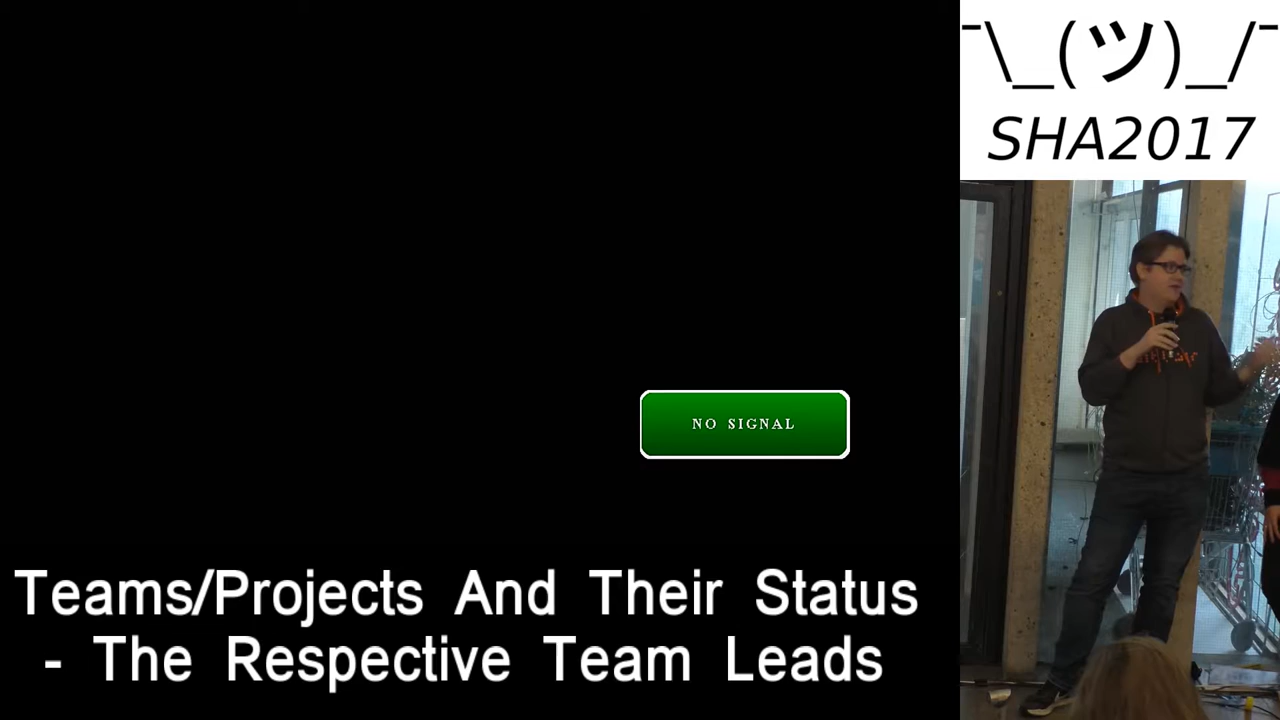 ¯\_(ツ)_/¯
SHA2017
NO SIGNAL
Teams/Projects And Their Status
- The Respective Team Leads